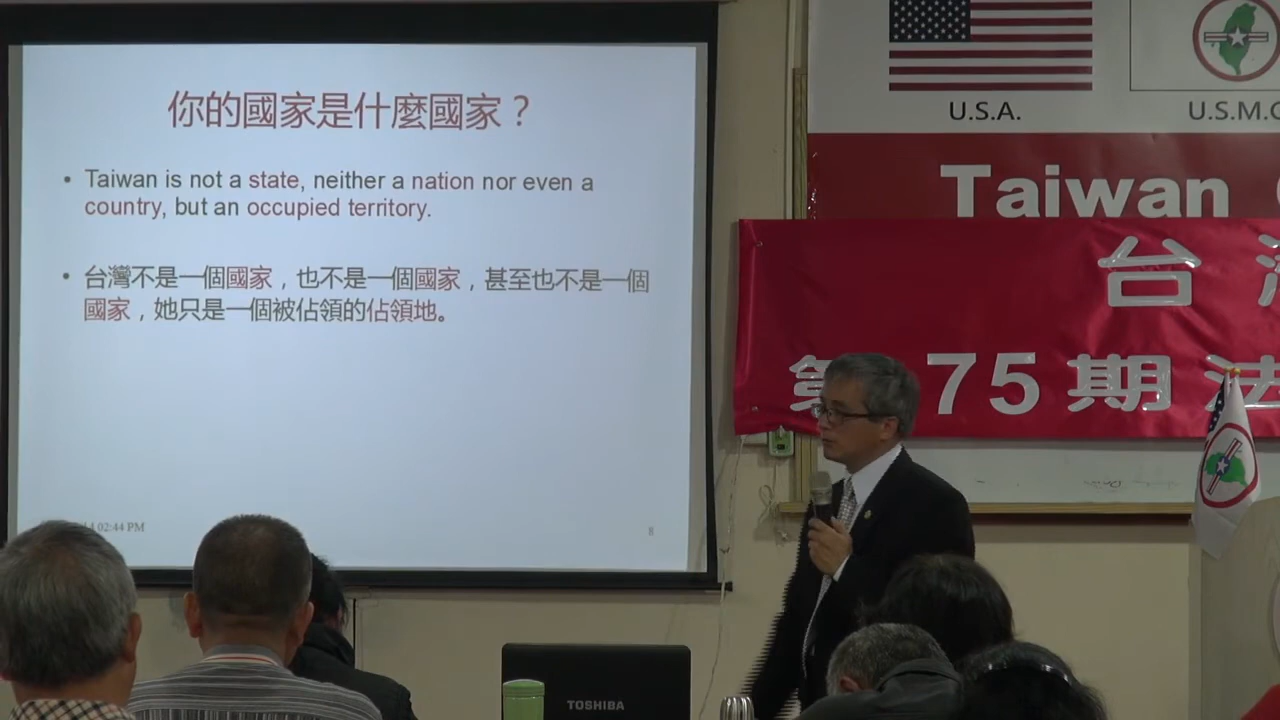 你的國家是什麼國家？
• Taiwan is not a state, neither a nation nor even a
country, but an occupied territory.
• 台灣不是一個國家，也不是一個國家，甚至也不是一個
國家，她只是一個被佔領的佔領地。
4 02:44 PM
8
U.S.A.
U.S.M.
Taiwan
台
第 75 期 法
TOSHIBA